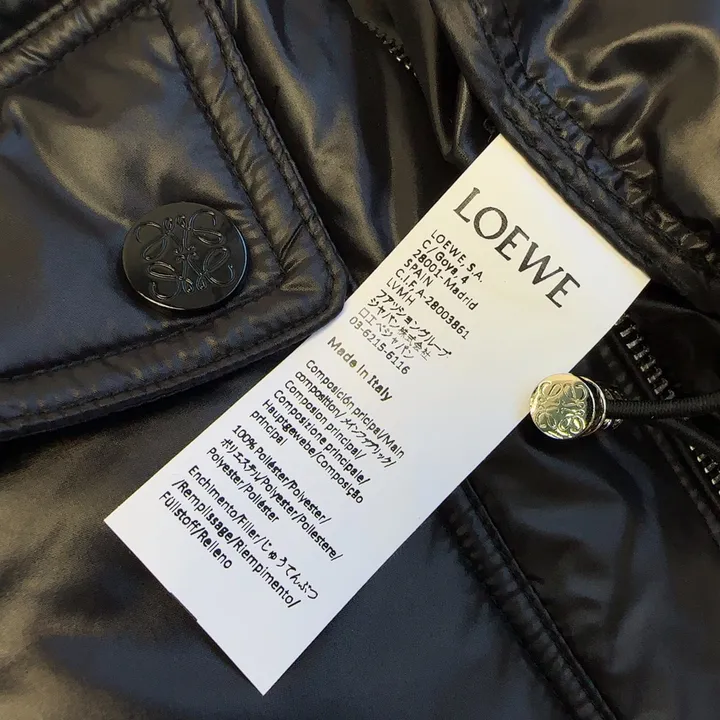 LOEWE
LOEWE, S.A.
C/ Goya, 4
28001-Madrid
SPAIN
C.I.F. A-28003861
LVMH
ファッショングループ
ジャパン株式会社
ロエベジャパン
03-6215-6116
Made in Italy
Composición pricipal/Main
composition/メインファブリック/
Composion principal/
Composizione principale/
Hauptgewebe/Composição
principal
100% Poliéster/Polyester/
ポリエステル/Polyester/Poliestere/
Polyester/Poliéster
Enchimento/Filler/じゅうてんぶつ
/Remplissage/Riempimento/
Füllstoff/Relleno